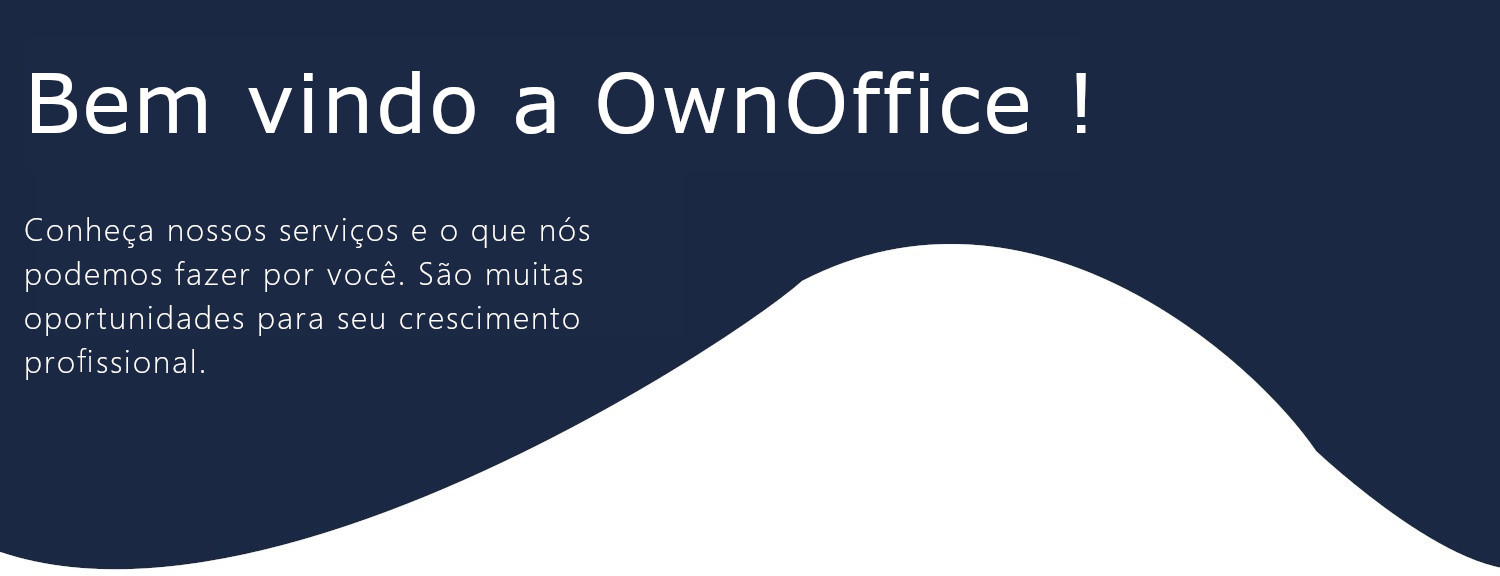 Bem vindo a OwnOffice !
Conheça nossos serviços e o que nós
podemos fazer por você. São muitas
oportunidades para seu crescimento
profissional.